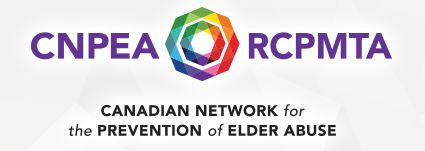 CNPEA RCPMTA
CANADIAN NETWORK for
the PREVENTION of ELDER ABUSE